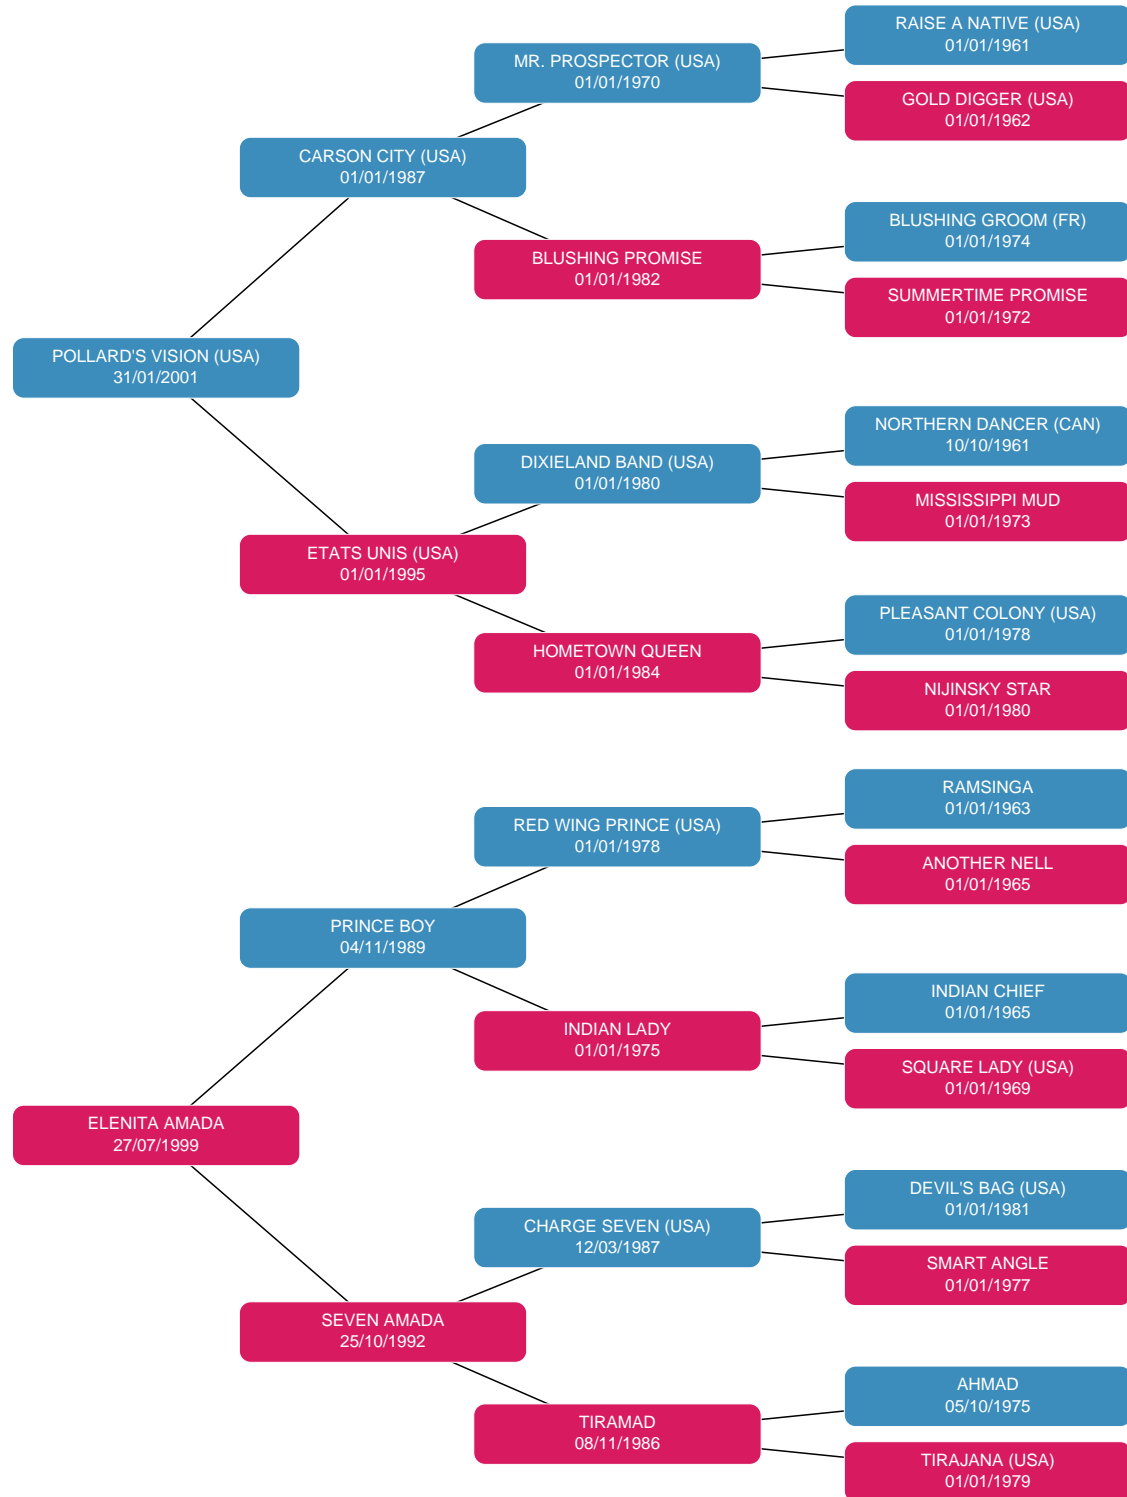 RAISE A NATIVE (USA)
01/01/1961
MR. PROSPECTOR (USA)
01/01/1970
GOLD DIGGER (USA)
01/01/1962
CARSON CITY (USA)
01/01/1987
BLUSHING GROOM (FR)
01/01/1974
BLUSHING PROMISE
01/01/1982
SUMMERTIME PROMISE
01/01/1972
POLLARD'S VISION (USA)
31/01/2001
NORTHERN DANCER (CAN)
10/10/1961
DIXIELAND BAND (USA)
01/01/1980
MISSISSIPPI MUD
01/01/1973
ETATS UNIS (USA)
01/01/1995
PLEASANT COLONY (USA)
01/01/1978
HOMETOWN QUEEN
01/01/1984
NIJINSKY STAR
01/01/1980
RAMSINGA
01/01/1963
RED WING PRINCE (USA)
01/01/1978
ANOTHER NELL
01/01/1965
PRINCE BOY
04/11/1989
INDIAN CHIEF
01/01/1965
INDIAN LADY
01/01/1975
SQUARE LADY (USA)
01/01/1969
ELENITA AMADA
27/07/1999
DEVIL'S BAG (USA)
01/01/1981
CHARGE SEVEN (USA)
12/03/1987
SMART ANGLE
01/01/1977
SEVEN AMADA
25/10/1992
AHMAD
05/10/1975
TIRAMAD
08/11/1986
TIRAJANA (USA)
01/01/1979